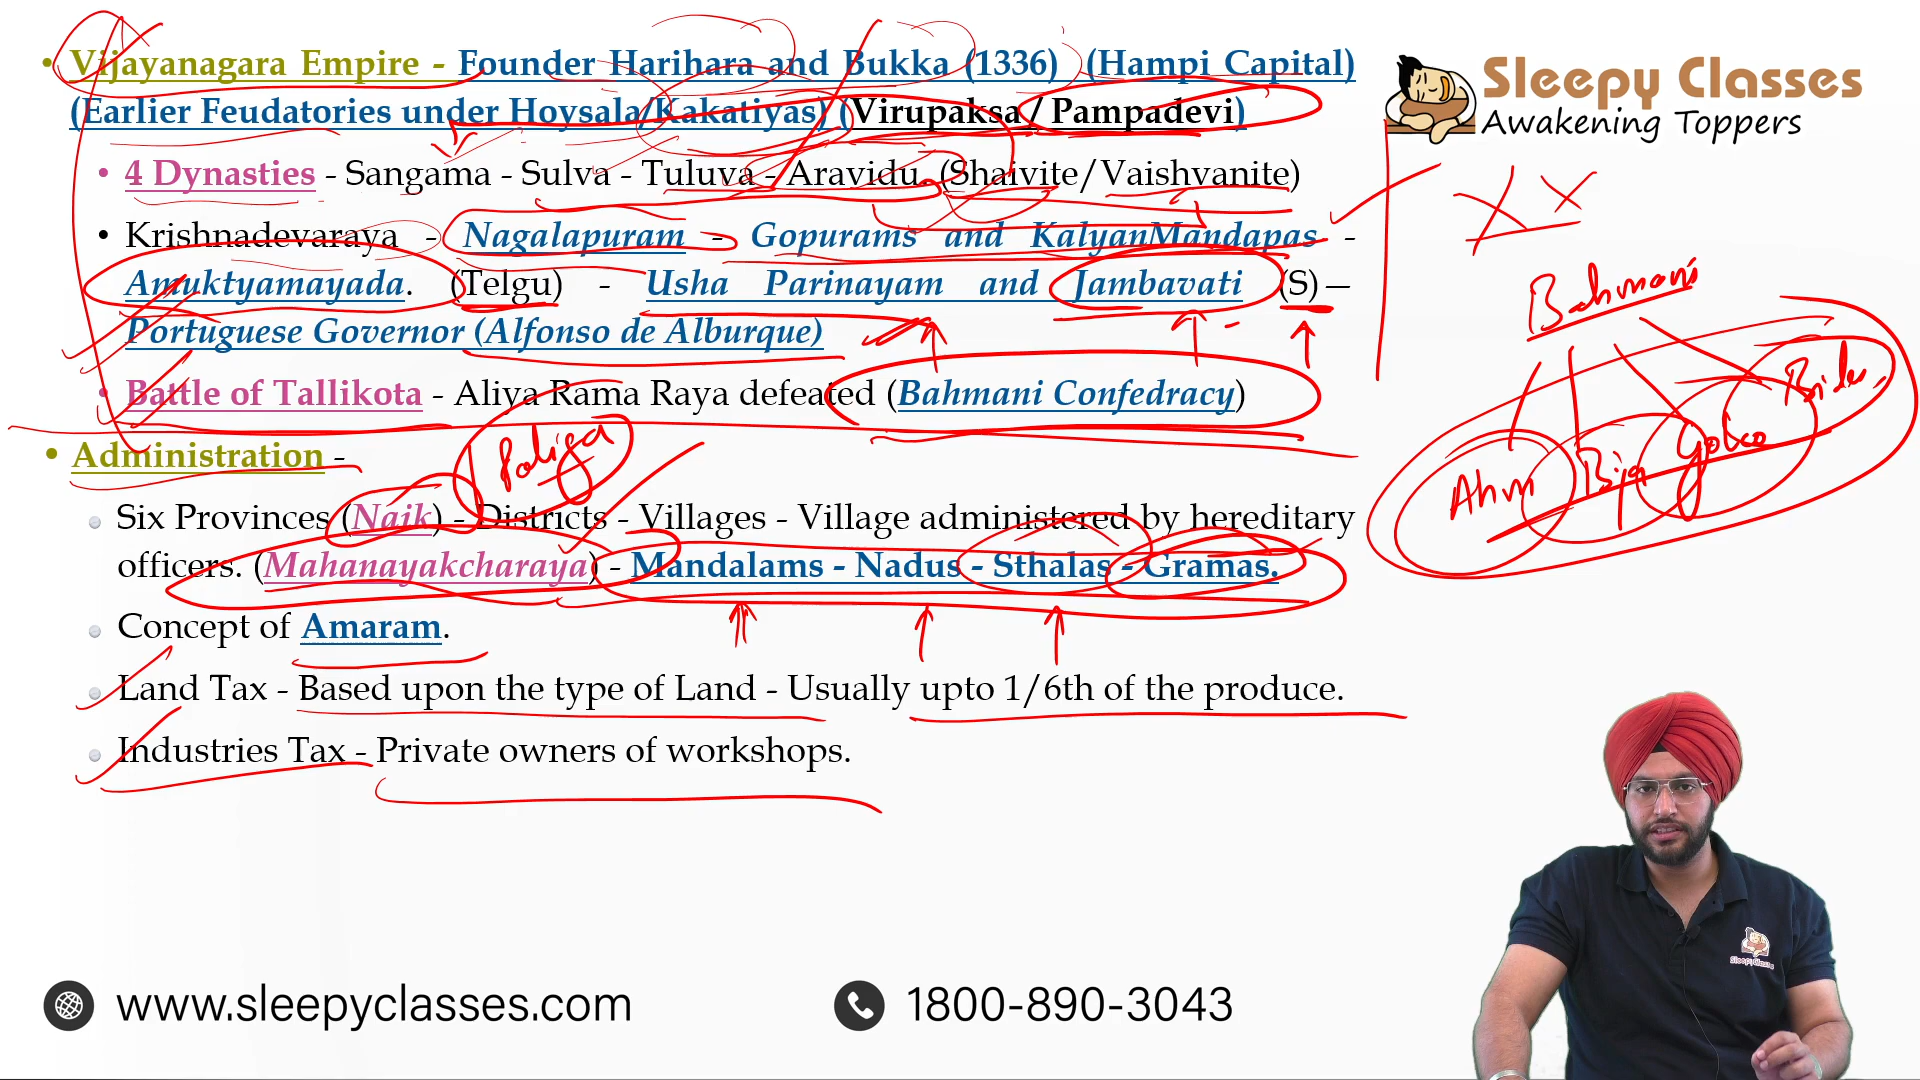 • Vijayanagara Empire - Founder Harihara and Bukka (1336) (Hampi Capital)
(Earlier Feudatories under Hoysala/Kakatiyas) (Virupaksa / Pampadevi)
• 4 Dynasties - Sangama - Sulva - Tuluva - Aravidu. (Shaivite/Vaishvanite)
• Krishnadevaraya - Nagalapuram - Gopurams and KalyanMandapas -
Amuktyamayada. (Telgu) - Usha Parinayam and Jambavati (S)—
Portuguese Governor (Alfonso de Alburque)
• Battle of Tallikota - Aliva Rama Raya defeated (Bahmani Confedracy)
• Administration -
Poliga
Six Provinces (Naik) - Districts - Villages - Village administered by hereditary
officers. (Mahanayakcharaya) - Mandalams - Nadus - Sthalas - Gramas.
Concept of Amaram.
Land Tax - Based upon the type of Land - Usually upto 1/6th of the produce.
Industries Tax - Private owners of workshops.
Sleepy Classes
Awakening Toppers
Bahmani
Ahm Bija Golco
Sleepy Classes
www.sleepyclasses.com
1800-890-3043